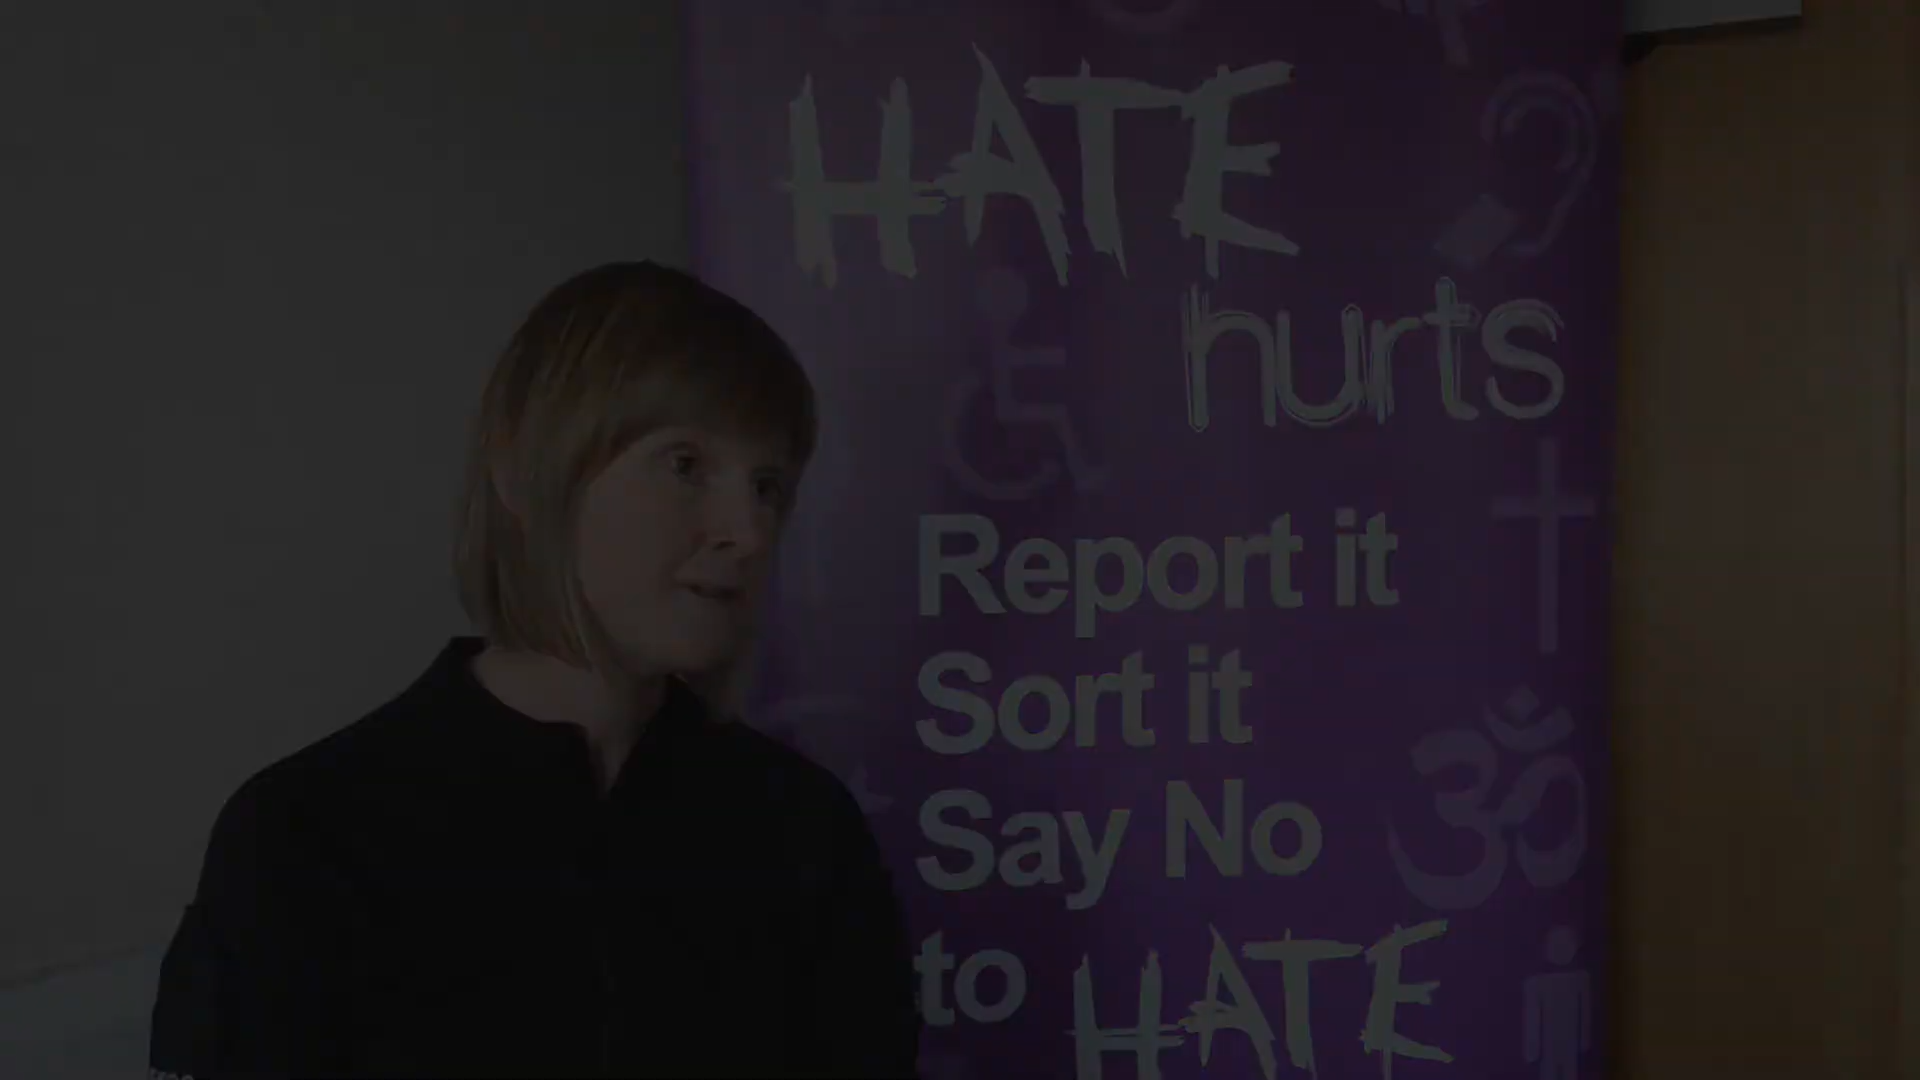 HATE
hurts
Report it
Sort it
Say No
to HATE